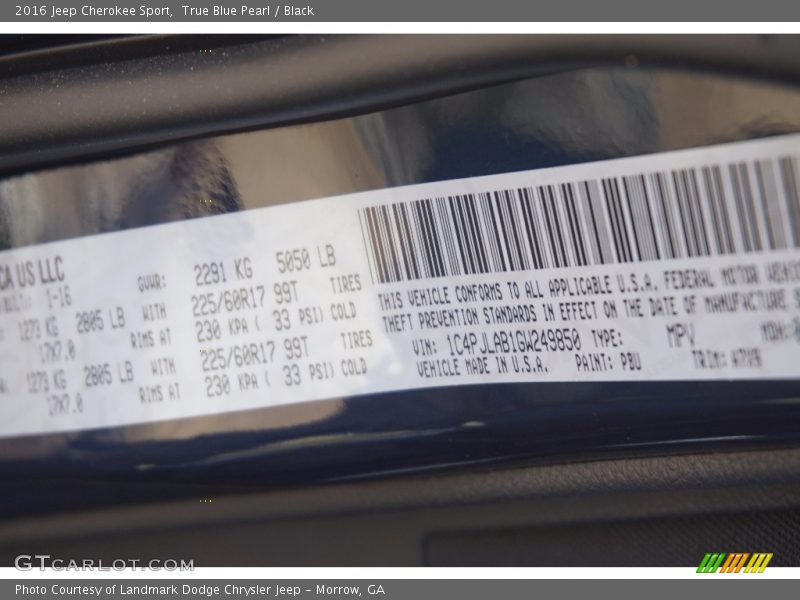 2016 Jeep Cherokee Sport,  True Blue Pearl / Black
CA US LLC
1-16
GVWR: 2291 KG 5050 LB
1273 KG 2805 LB WITH 225/60R17 99T TIRES
17X7.0 RIMS AT 230 KPA ( 33 PSI) COLD
1273 KG 2805 LB WITH 225/60R17 99T TIRES
17X7.0 RIMS AT 230 KPA ( 33 PSI) COLD
THIS VEHICLE CONFORMS TO ALL APPLICABLE U.S.A. FEDERAL MOTOR
THEFT PREVENTION STANDARDS IN EFFECT ON THE DATE OF MANUFACTURE
VIN: 1C4PJLAB1GW249850 TYPE: MPV MDH:
VEHICLE MADE IN U.S.A. PAINT: PBU TRIM:
GTCARLOT.COM
Photo Courtesy of Landmark Dodge Chrysler Jeep – Morrow, GA